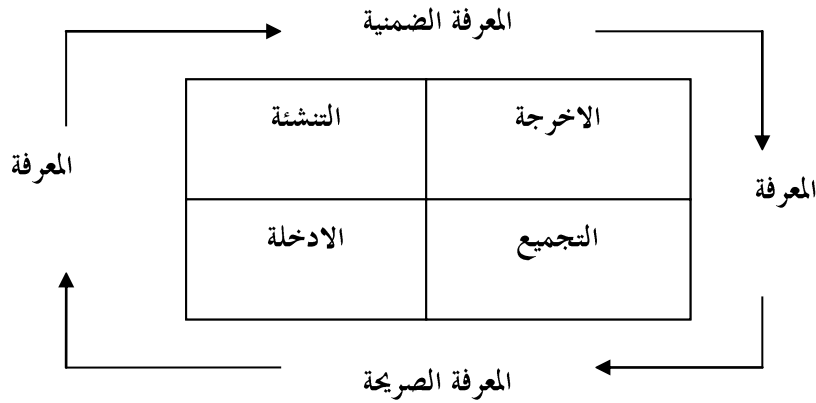 المعرفة الضمنية
الاخرجة
التنشئة
المعرفة
المعرفة
التجميع
الادخلة
المعرفة الصريحة